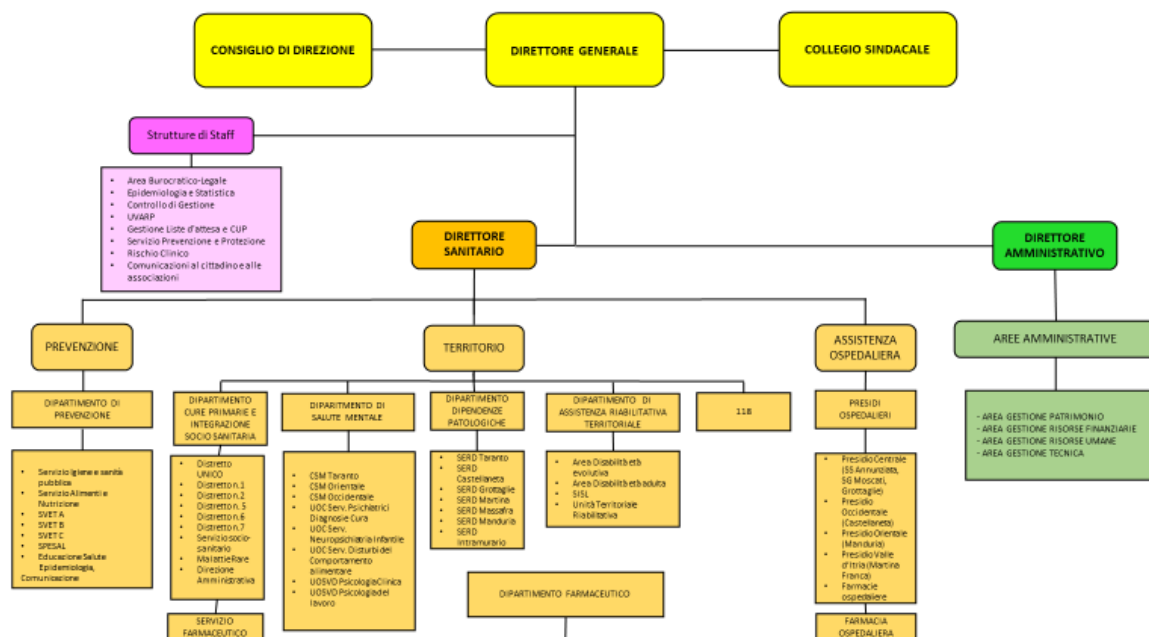 CONSIGLIO DI DIREZIONE
DIRETTORE GENERALE
COLLEGIO SINDACALE
Strutture di Staff
• Area Burocratico-Legale
• Epidemiologia e Statistica
• Controllo di Gestione
• UVARP
• Gestione Liste d'attesa e CUP
• Servizio Prevenzione e Protezione
• Rischio Clinico
• Comunicazioni al cittadino e alle
associazioni
DIRETTORE
SANITARIO
DIRETTORE
AMMINISTRATIVO
PREVENZIONE
TERRITORIO
ASSISTENZA
OSPEDALIERA
AREE AMMINISTRATIVE
DIPARTIMENTO DI
PREVENZIONE
DIPARTIMENTO
CURE PRIMARIE E
INTEGRAZIONE
SOCIO SANITARIA
DIPARITMENTO DI
SALUTE MENTALE
DIPARTIMENTO
DIPENDENZE
PATOLOGICHE
DIPARTIMENTO DI
ASSISTENZA RIABILITATIVA
TERRITORIALE
118
PRESIDI
OSPEDALIERI
- AREA GESTIONE PATRIMONIO
- AREA GESTIONE RISORSE FINANZIARIE
- AREA GESTIONE RISORSE UMANE
- AREA GESTIONE TECNICA
• Servizio Igiene e sanità
pubblica
• Servizio Alimenti e
Nutrizione
• SVET A
• SVET B
• SVET C
• SPESAL
• Educazione Salute
Epidemiologia,
Comunicazione
• Distretto
UNICO
• Distretto n.1
• Distretto n.2
• Distretto n. 5
• Distretto n.6
• Distretto n.7
• Servizio socio-
sanitario
• Malattie Rare
• Direzione
Amministrativa
• CSM Taranto
• CSM Orientale
• CSM Occidentale
• UOC Serv. Psichiatrici
Diagnosie Cura
• UOC Serv.
Neuropsichiatria Infantile
• UOC Serv. Disturbi del
Comportamento
alimentare
• UOSVD Psicologia Clinica
• UOSVD Psicologia del
lavoro
• SERD Taranto
• SERD
Castellaneta
• SERD Grottaglie
• SERD Martina
• SERD Massafra
• SERD Manduria
• SERD
Intramurario
• Area Disabilità età
evolutiva
• Area Disabilità età adulta
• SISL
• Unità Territoriale
Riabilitativa
• Presidio Centrale
(SS Annunziata,
SG Moscati,
Grottaglie)
• Presidio
Occidentale
(Castellaneta)
• Presidio Orientale
(Manduria)
• Presidio Valle
d'Itria (Martina
Franca)
• Farmacie
ospedaliere
DIPARTIMENTO FARMACEUTICO
SERVIZIO
FARMACEUTICO
FARMACIA
OSPEDALIERA